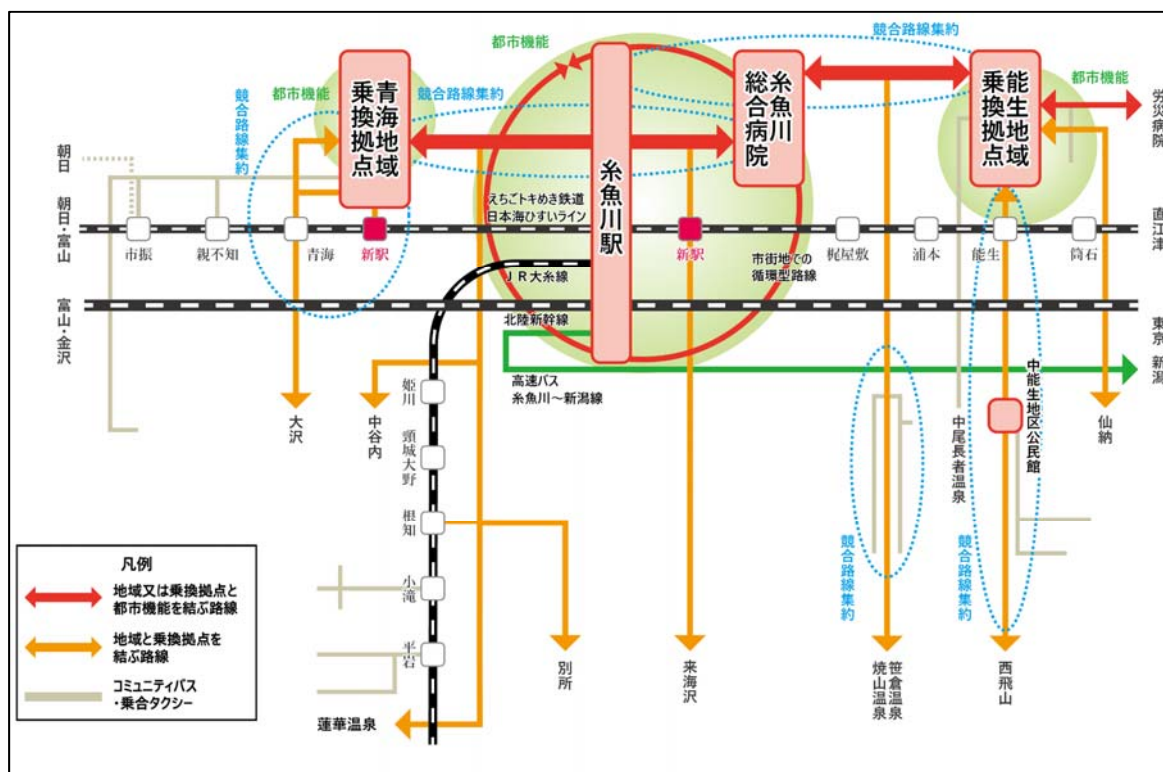 都市機能
競合路線集約
青海地域
乗換拠点
糸魚川駅
糸魚川
総合病院
能生地域
乗換拠点
都市機能
都市機能
競合路線集約
競合路線集約
労災病院
朝日
朝日・富山
えちごトキめき鉄道
日本海ひすいライン
直江津
市振
親不知
青海
新駅
新駅
梶屋敷
浦本
能生
筒石
市街地での
循環型路線
JR大糸線
富山・金沢
北陸新幹線
東京
新潟
高速バス
糸魚川～新潟線
姫川
大沢
中谷内
頸城大野
根知
小滝
平岩
蓮華温泉
別所
来海沢
競合路線集約
笹倉温泉
焼山温泉
中尾長者温泉
中能生地区公民館
仙納
競合路線集約
西飛山
凡例
地域又は乗換拠点と
都市機能を結ぶ路線
地域と乗換拠点を
結ぶ路線
コミュニティバス
・乗合タクシー